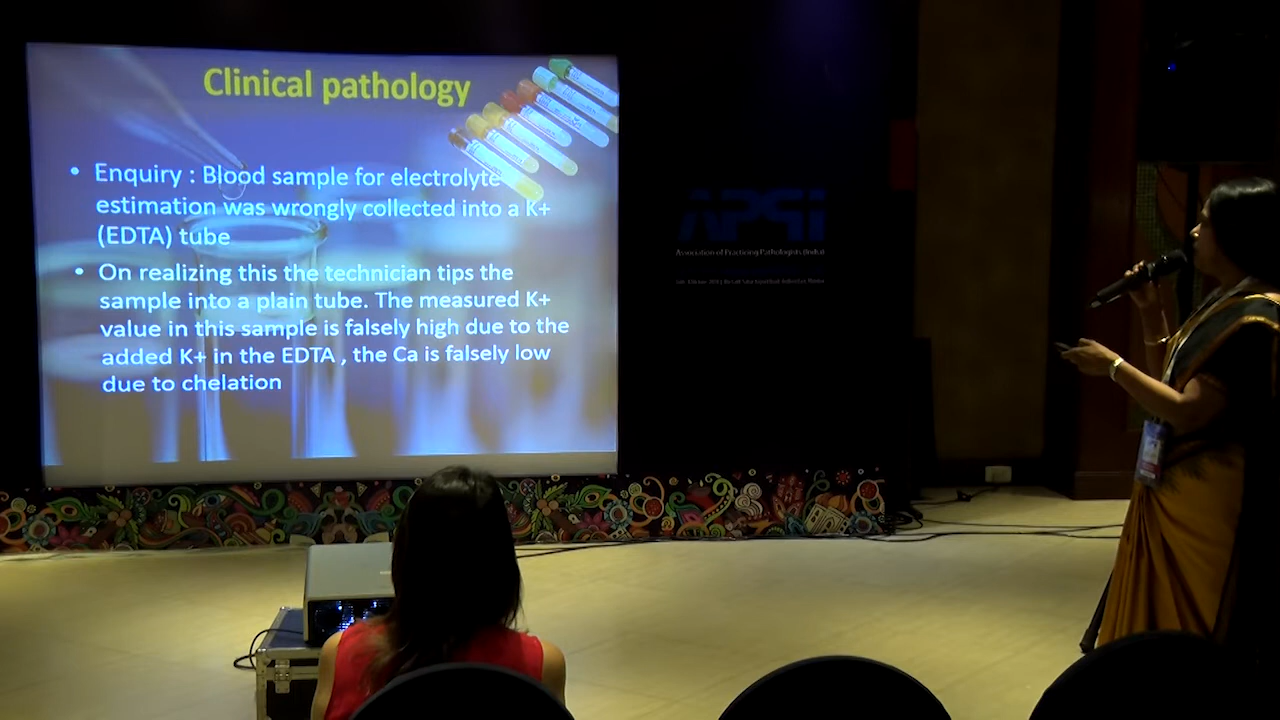 Clinical pathology
• Enquiry : Blood sample for electrolyte
estimation was wrongly collected into a K+
(EDTA) tube
• On realizing this the technician tips the
sample into a plain tube. The measured K+
value in this sample is falsely high due to the
added K+ in the EDTA , the Ca is falsely low
due to chelation
APPI
Association of Practicing Pathologists (India)